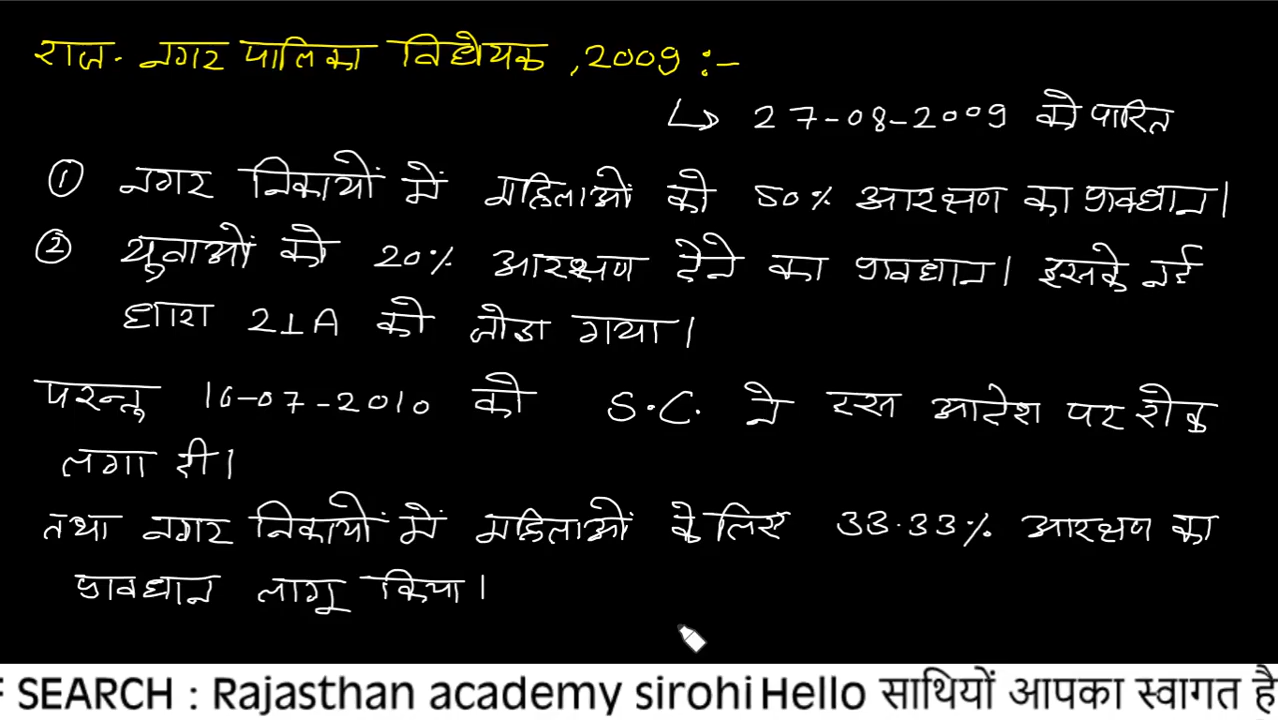 राज. नगर पालिका विधेयक, 2009 :-
↳ 27-08-2009 को पारित
① नगर निकायों में महिलाओं को 50% आरक्षण का प्रावधान।
② युवाओं को 20% आरक्षण देने का प्रावधान। इसके नई
धारा 21A को जोडा गया।
परन्तु 16-07-2010 को S.C. ने इस आदेश पर रोक
लगा दी।
तथा नगर निकायों में महिलाओं के लिए 33.33% आरक्षण का
प्रावधान लागू किया।
F SEARCH : Rajasthan academy sirohi Hello साथियों आपका स्वागत है